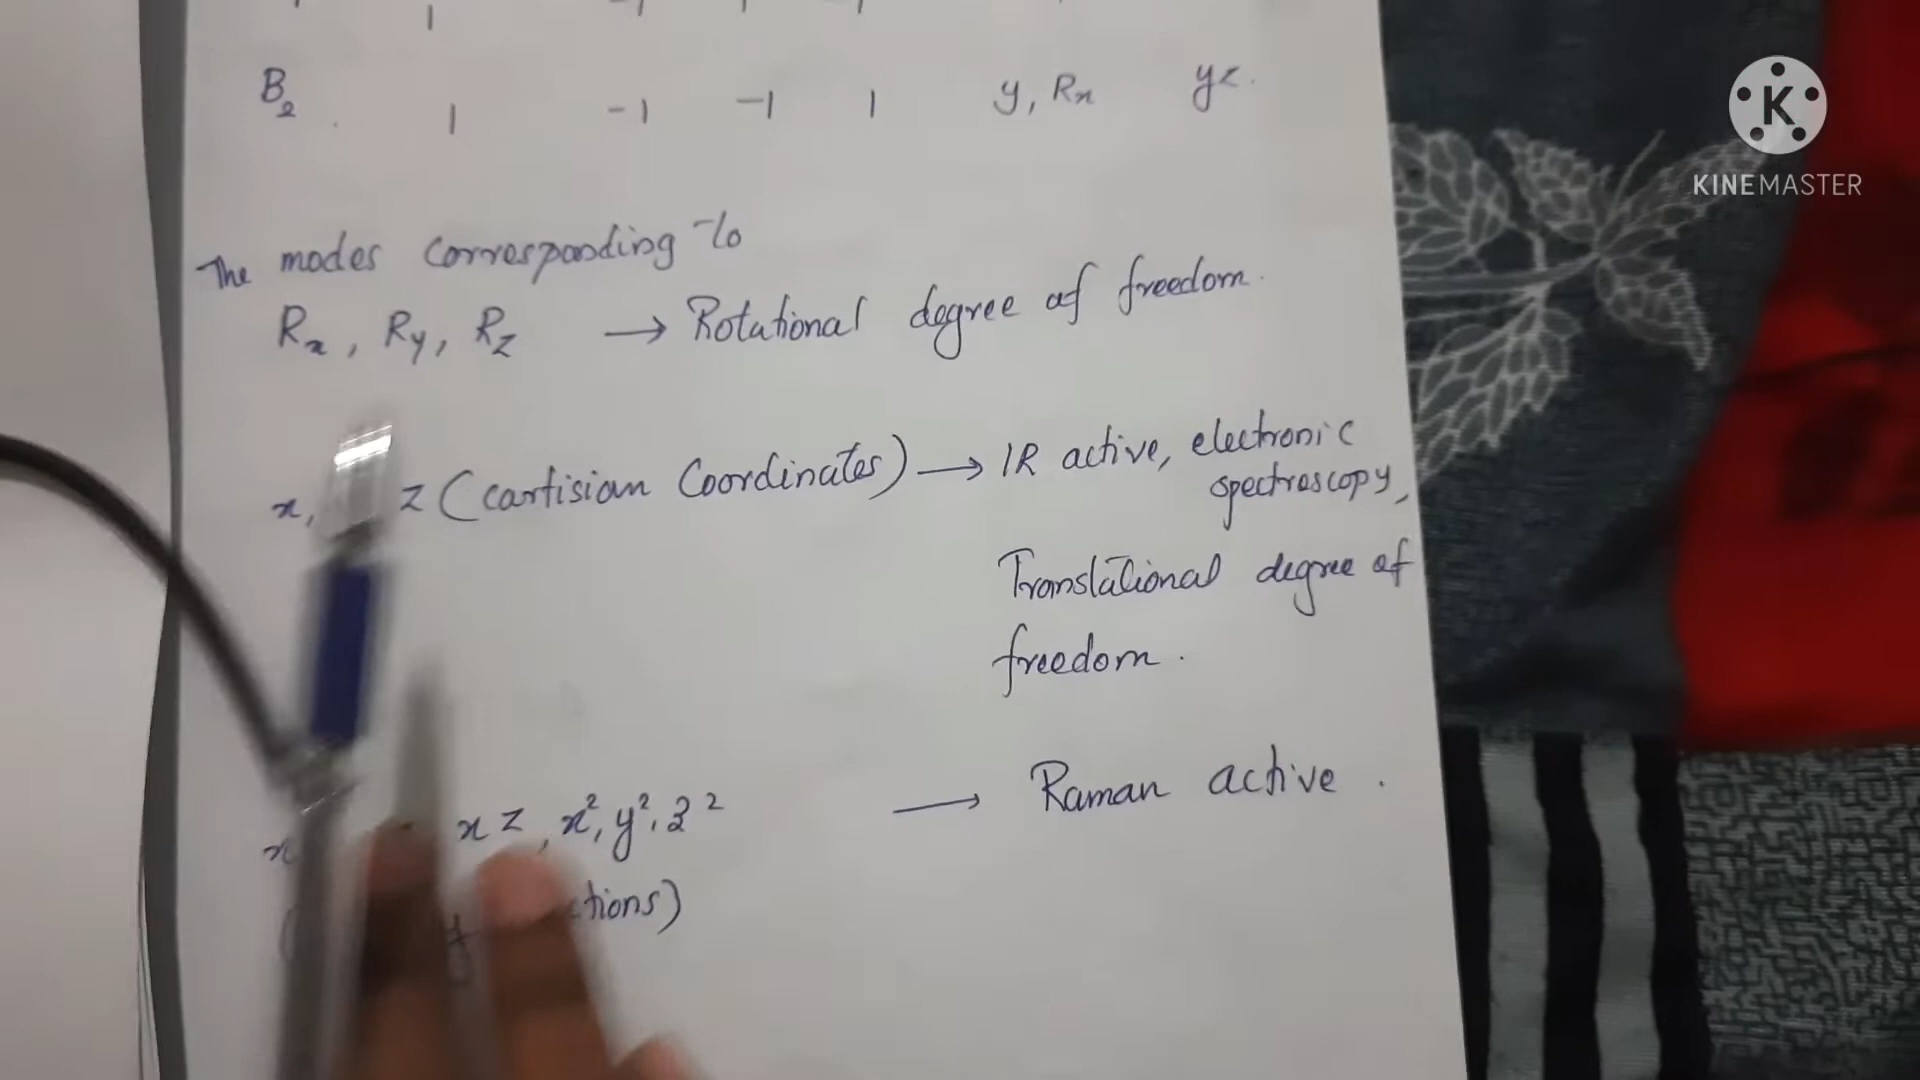 B₂ 1 -1 -1 1 y, Rx yz.
The modes corresponding to
Rx, Ry, Rz → Rotational degree of freedom.
x, z (cartisian Coordinates) → IR active, electronic
spectroscopy,
Translational degree of
freedom.
xz, x², y², z² → Raman active.
KINEMASTER